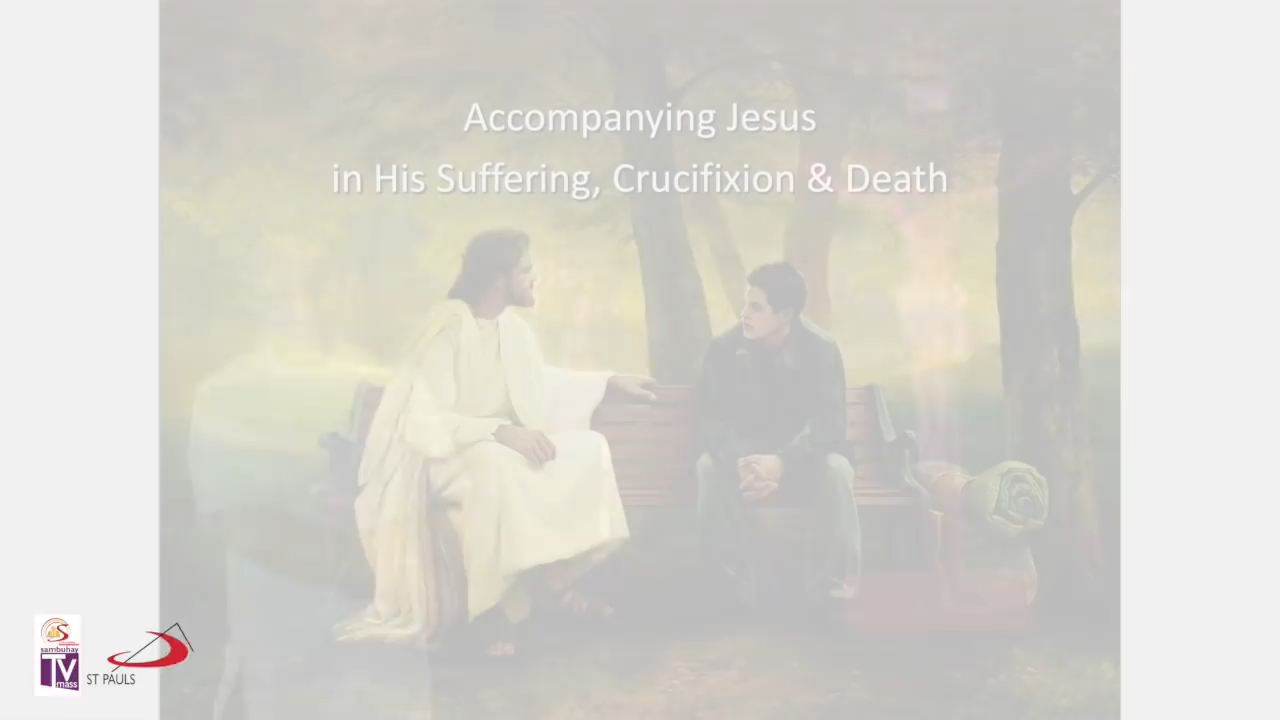 Accompanying Jesus
in His Suffering, Crucifixion & Death
sambuhay
TV
mass
ST PAULS